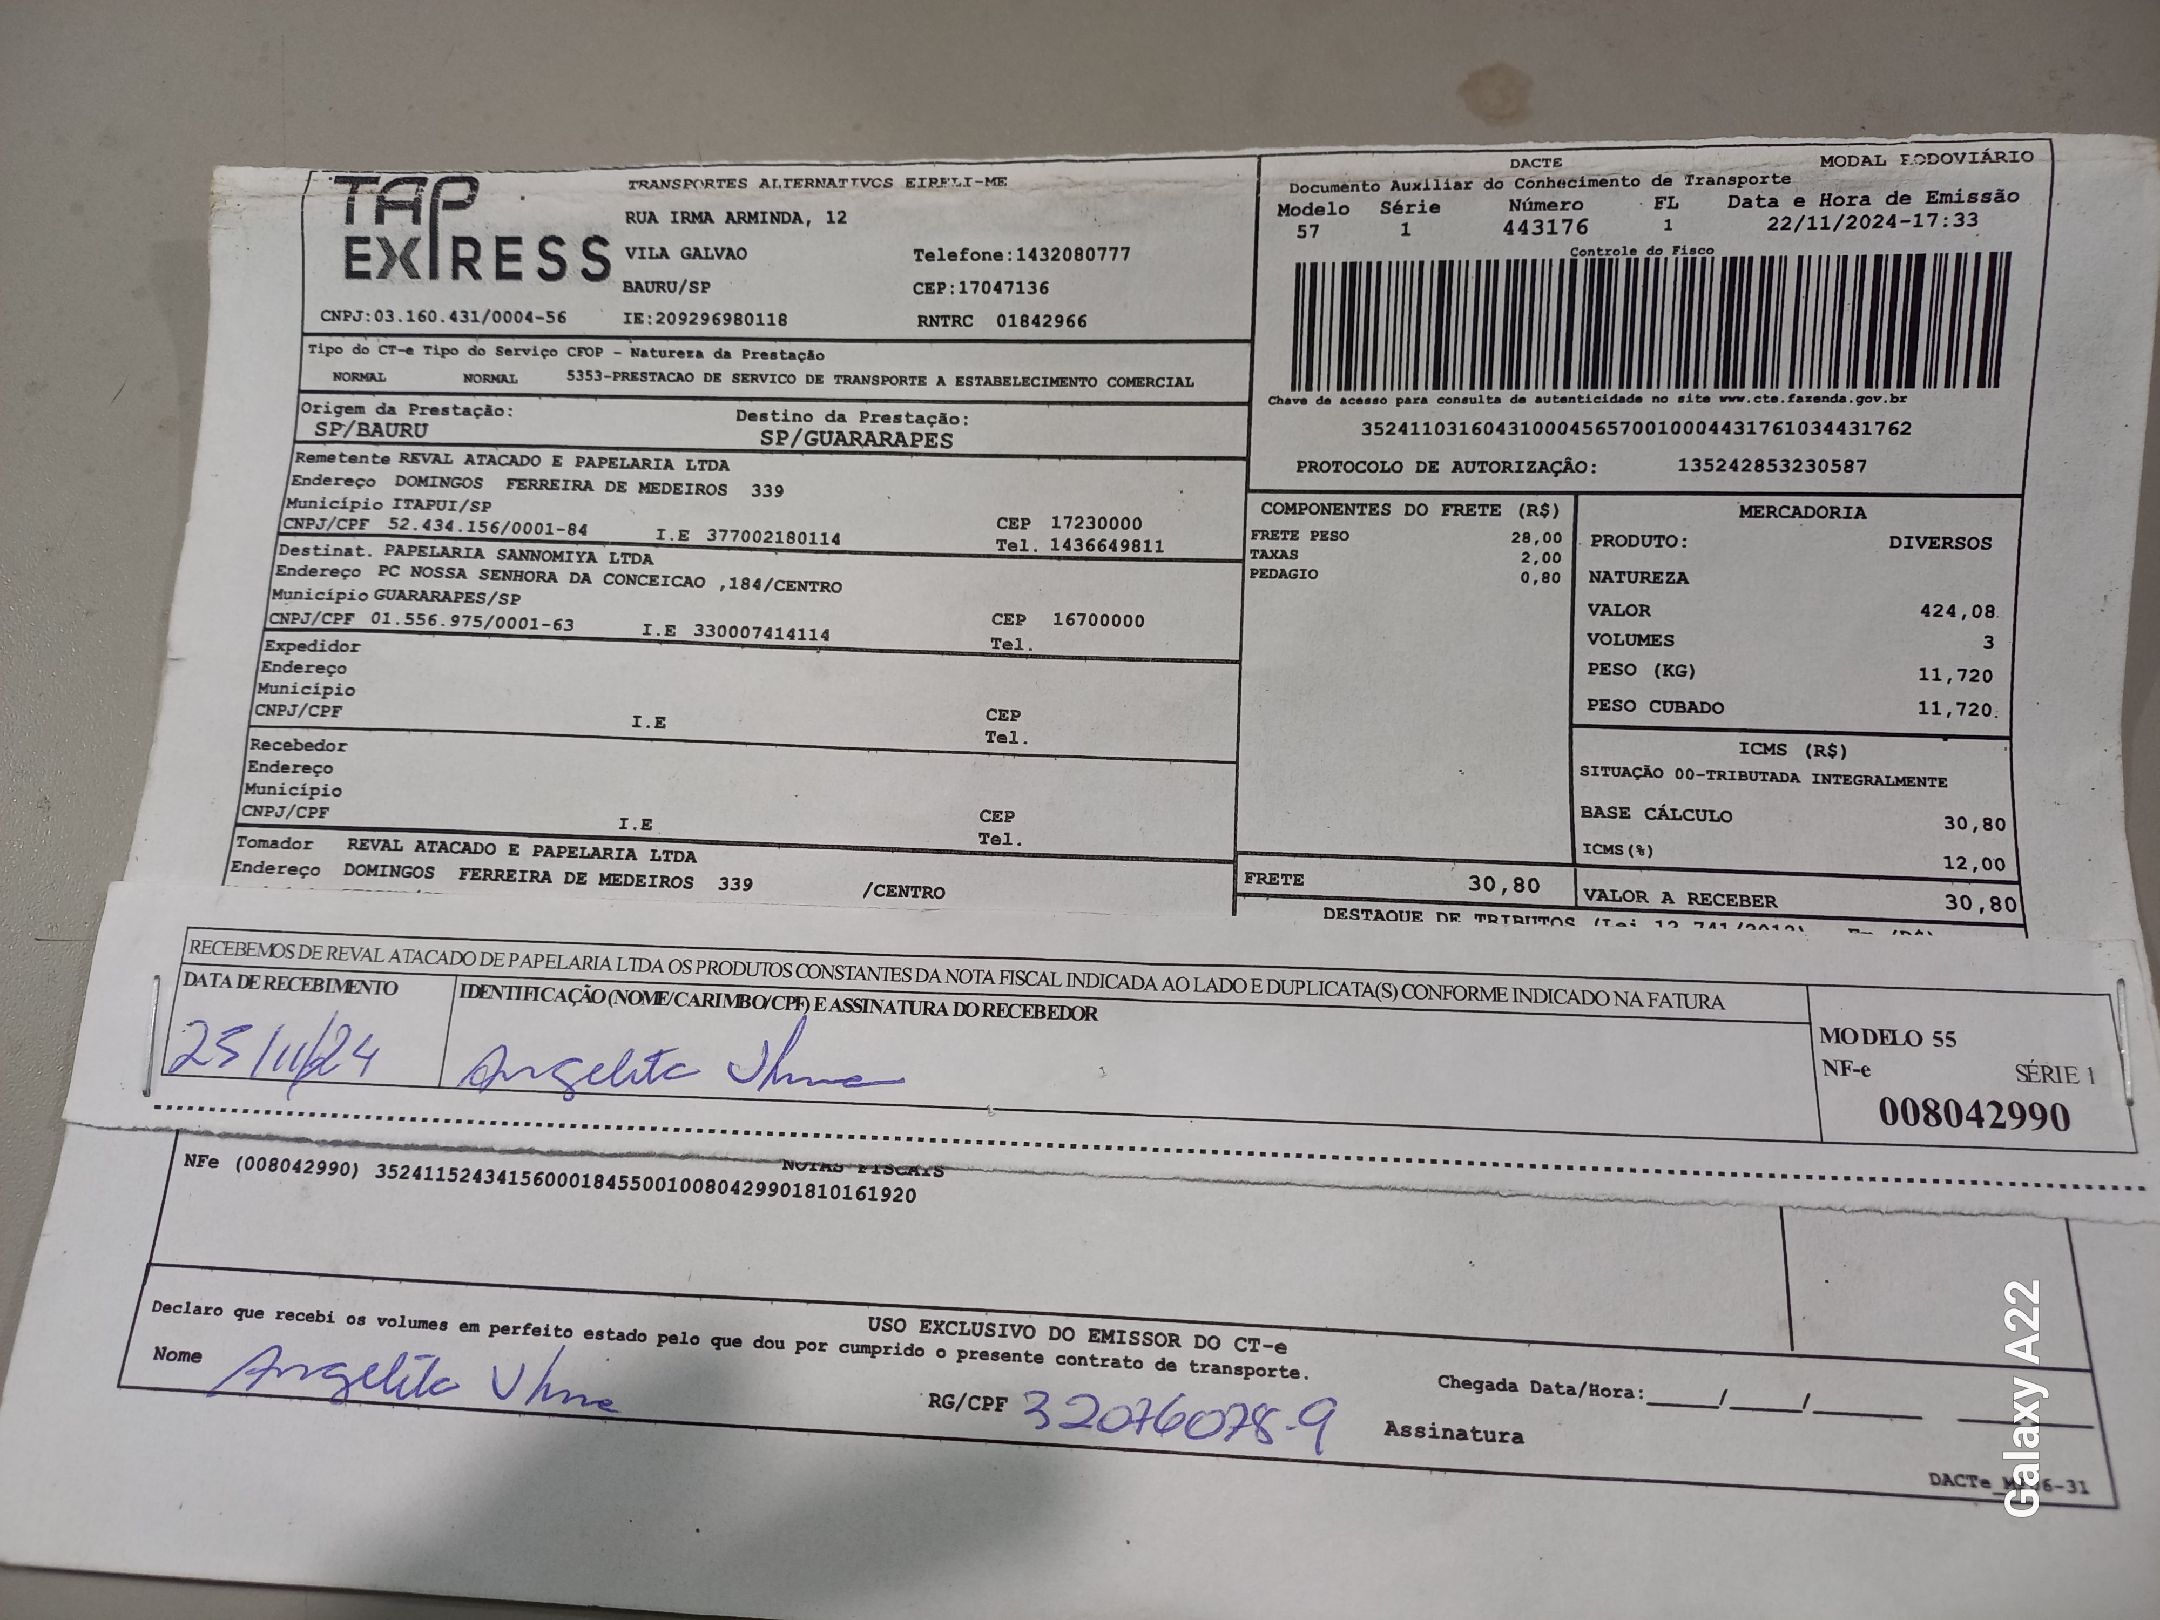 TAP EXPRESS
TRANSPORTES ALTERNATIVOS EIRELI-ME
RUA IRMA ARMINDA, 12
VILA GALVAO Telefone:1432080777
BAURU/SP CEP:17047136
CNPJ:03.160.431/0004-56 IE:209296980118 RNTRC 01842966
DACTE MODAL RODOVIÁRIO
Documento Auxiliar do Conhecimento de Transporte
Modelo Série Número FL Data e Hora de Emissão
57 1 443176 1 22/11/2024-17:33
Controle do Fisco
Chave de acesso para consulta de autenticidade no site www.cte.fazenda.gov.br
35241103160431000456570010004431761034431762
PROTOCOLO DE AUTORIZAÇÂO: 135242853230587
Tipo do CT-e Tipo do Serviço CFOP - Natureza da Prestação
NORMAL NORMAL 5353-PRESTACAO DE SERVICO DE TRANSPORTE A ESTABELECIMENTO COMERCIAL
Origem da Prestação: Destino da Prestação:
SP/BAURU SP/GUARARAPES
Remetente REVAL ATACADO E PAPELARIA LTDA
Endereço DOMINGOS FERREIRA DE MEDEIROS 339
Município ITAPUI/SP CEP 17230000
CNPJ/CPF 52.434.156/0001-84 I.E 377002180114 Tel. 1436649811
Destinat. PAPELARIA SANNOMIYA LTDA
Endereço PC NOSSA SENHORA DA CONCEICAO ,184/CENTRO
Município GUARARAPES/SP CEP 16700000
CNPJ/CPF 01.556.975/0001-63 I.E 330007414114 Tel.
Expedidor
Endereço
Município CEP
CNPJ/CPF I.E Tel.
Recebedor
Endereço
Município CEP
CNPJ/CPF I.E Tel.
Tomador REVAL ATACADO E PAPELARIA LTDA
Endereço DOMINGOS FERREIRA DE MEDEIROS 339 /CENTRO
COMPONENTES DO FRETE (R$)
FRETE PESO 28,00
TAXAS 2,00
PEDAGIO 0,80
FRETE 30,80
MERCADORIA
PRODUTO: DIVERSOS
NATUREZA
VALOR 424,08
VOLUMES 3
PESO (KG) 11,720
PESO CUBADO 11,720
ICMS (R$)
SITUAÇÃO 00-TRIBUTADA INTEGRALMENTE
BASE CÁLCULO 30,80
ICMS(%) 12,00
VALOR A RECEBER 30,80
DESTAQUE DE TRIBUTOS (Lei 12.741/2012)
RECEBEMOS DE REVAL ATACADO DE PAPELARIA LTDA OS PRODUTOS CONSTANTES DA NOTA FISCAL INDICADA AO LADO E DUPLICATA(S) CONFORME INDICADO NA FATURA
DATA DE RECEBIMENTO IDENTIFICAÇÃO (NOME/CARIMBO/CPF) E ASSINATURA DO RECEBEDOR
25/11/24 Angelita
MODELO 55
NF-e SÉRIE 1
008042990
NOTAS FISCAIS
NFe (008042990) 35241152434156000184550010080429901810161920
USO EXCLUSIVO DO EMISSOR DO CT-e
Declaro que recebi os volumes em perfeito estado pelo que dou por cumprido o presente contrato de transporte.
Nome Angelita RG/CPF 32076078-9
Chegada Data/Hora:____/____/______ ______
Assinatura
Galaxy A22